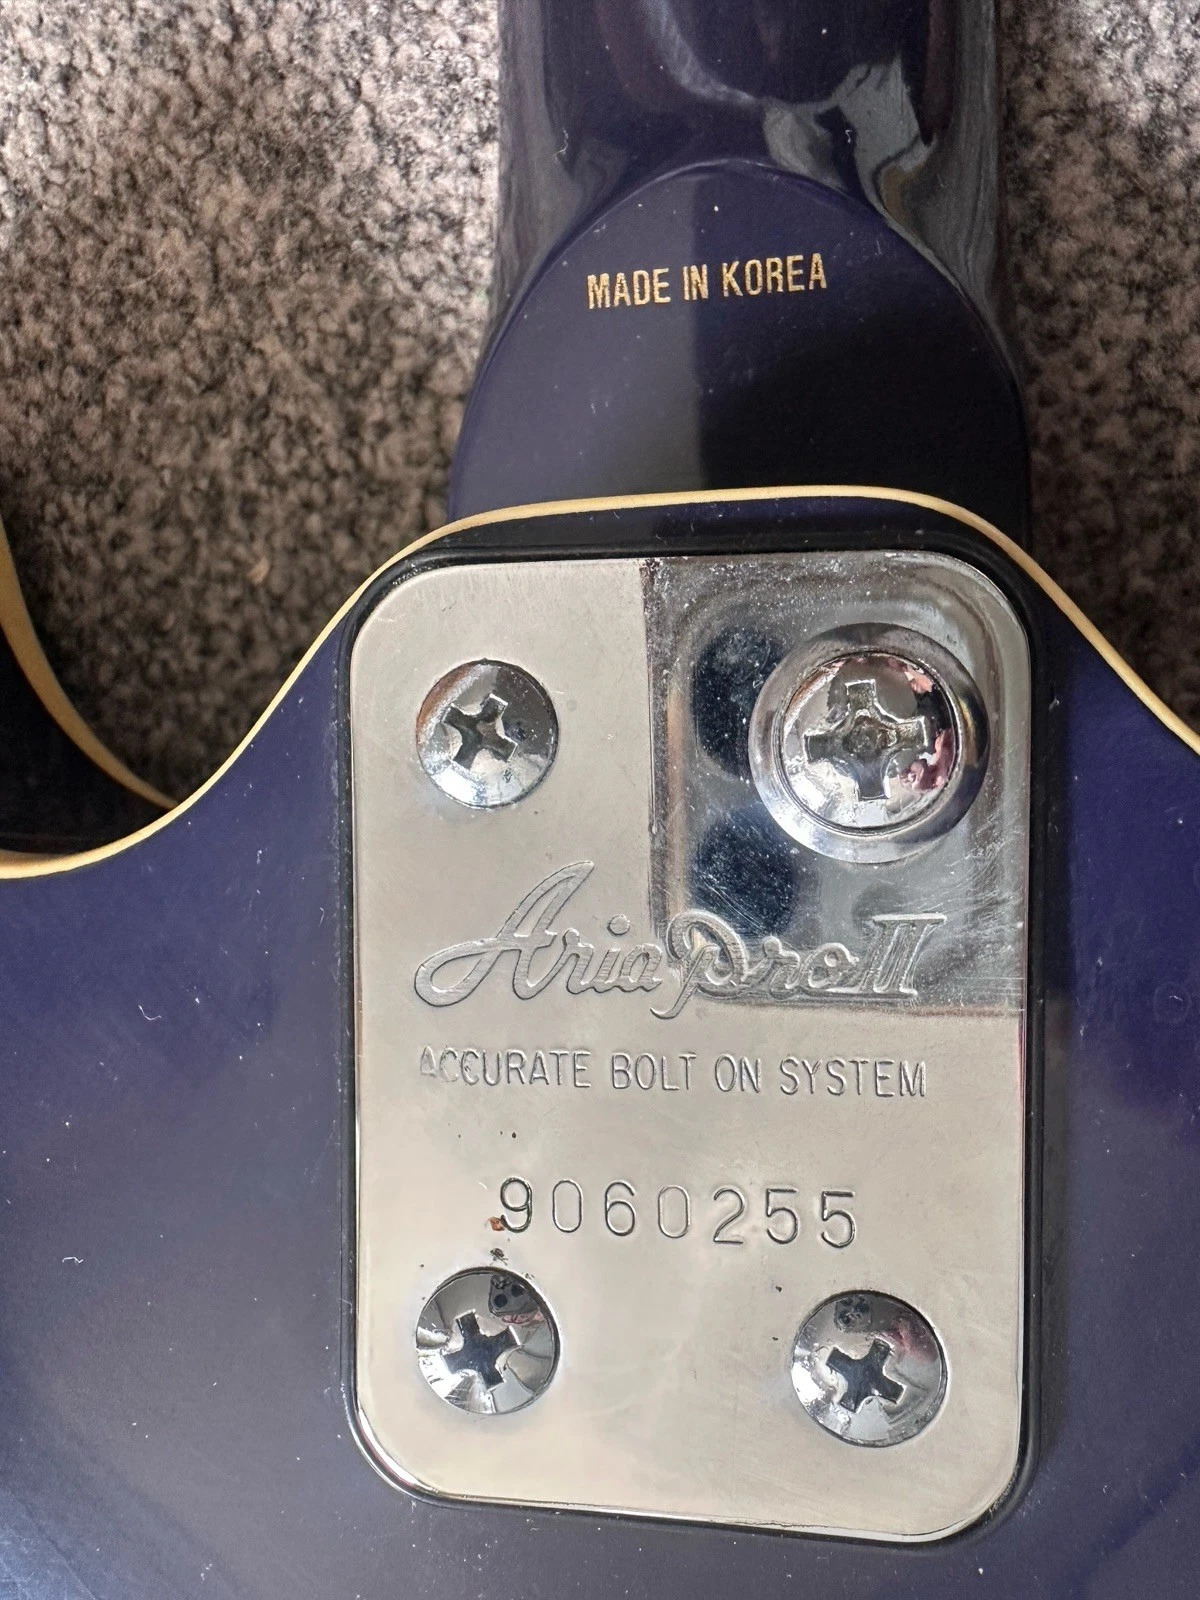 MADE IN KOREA
Aria Pro II
ACCURATE BOLT ON SYSTEM
9060255